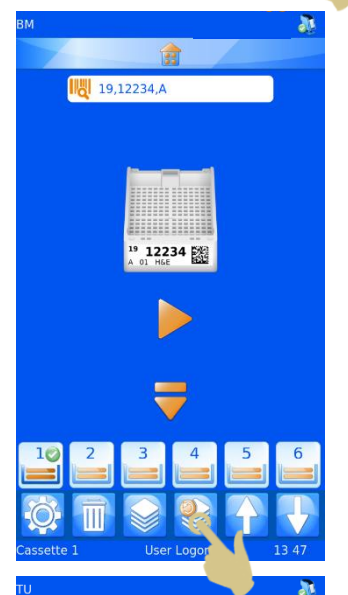 BM
19,12234,A
19 12234
A 01 H&E
1 2 3 4 5 6
Cassette 1 User Logon 13 47
TU